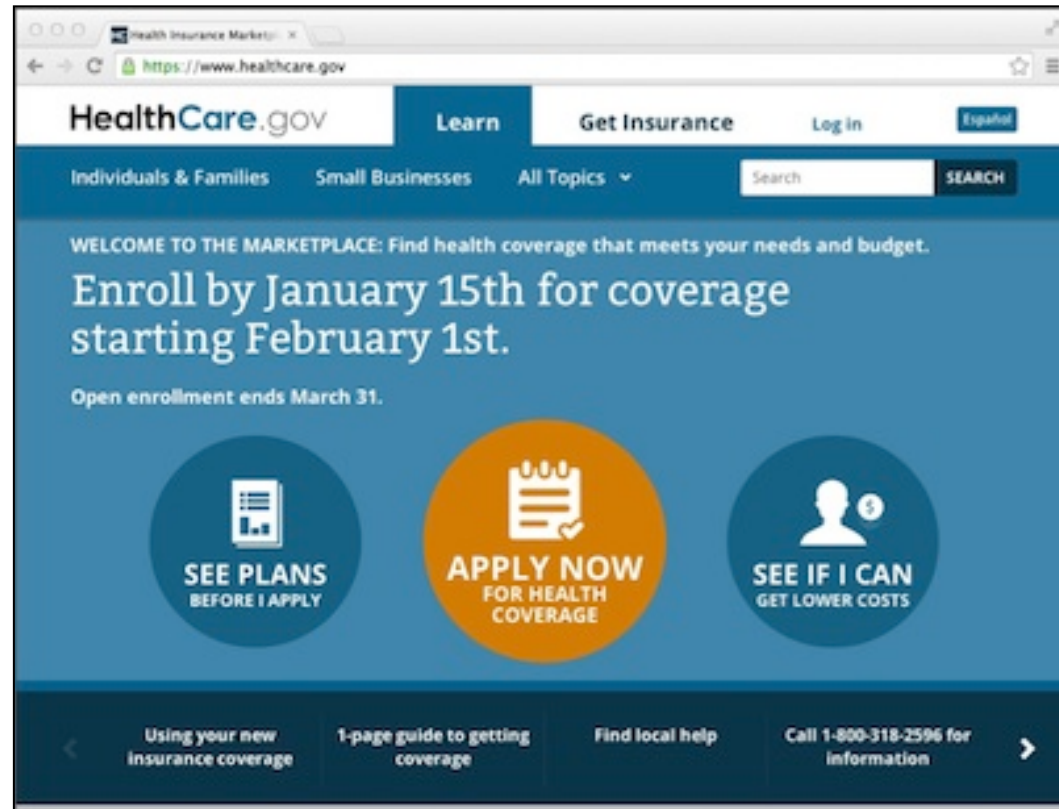 Health Insurance Marketpl
https://www.healthcare.gov
HealthCare.gov
Learn
Get Insurance
Log in
Español
Individuals & Families
Small Businesses
All Topics
Search
SEARCH
WELCOME TO THE MARKETPLACE: Find health coverage that meets your needs and budget.
Enroll by January 15th for coverage
starting February 1st.
Open enrollment ends March 31.
SEE PLANS
BEFORE I APPLY
APPLY NOW
FOR HEALTH
COVERAGE
SEE IF I CAN
GET LOWER COSTS
$
Using your new
insurance coverage
1-page guide to getting
coverage
Find local help
Call 1-800-318-2596 for
information